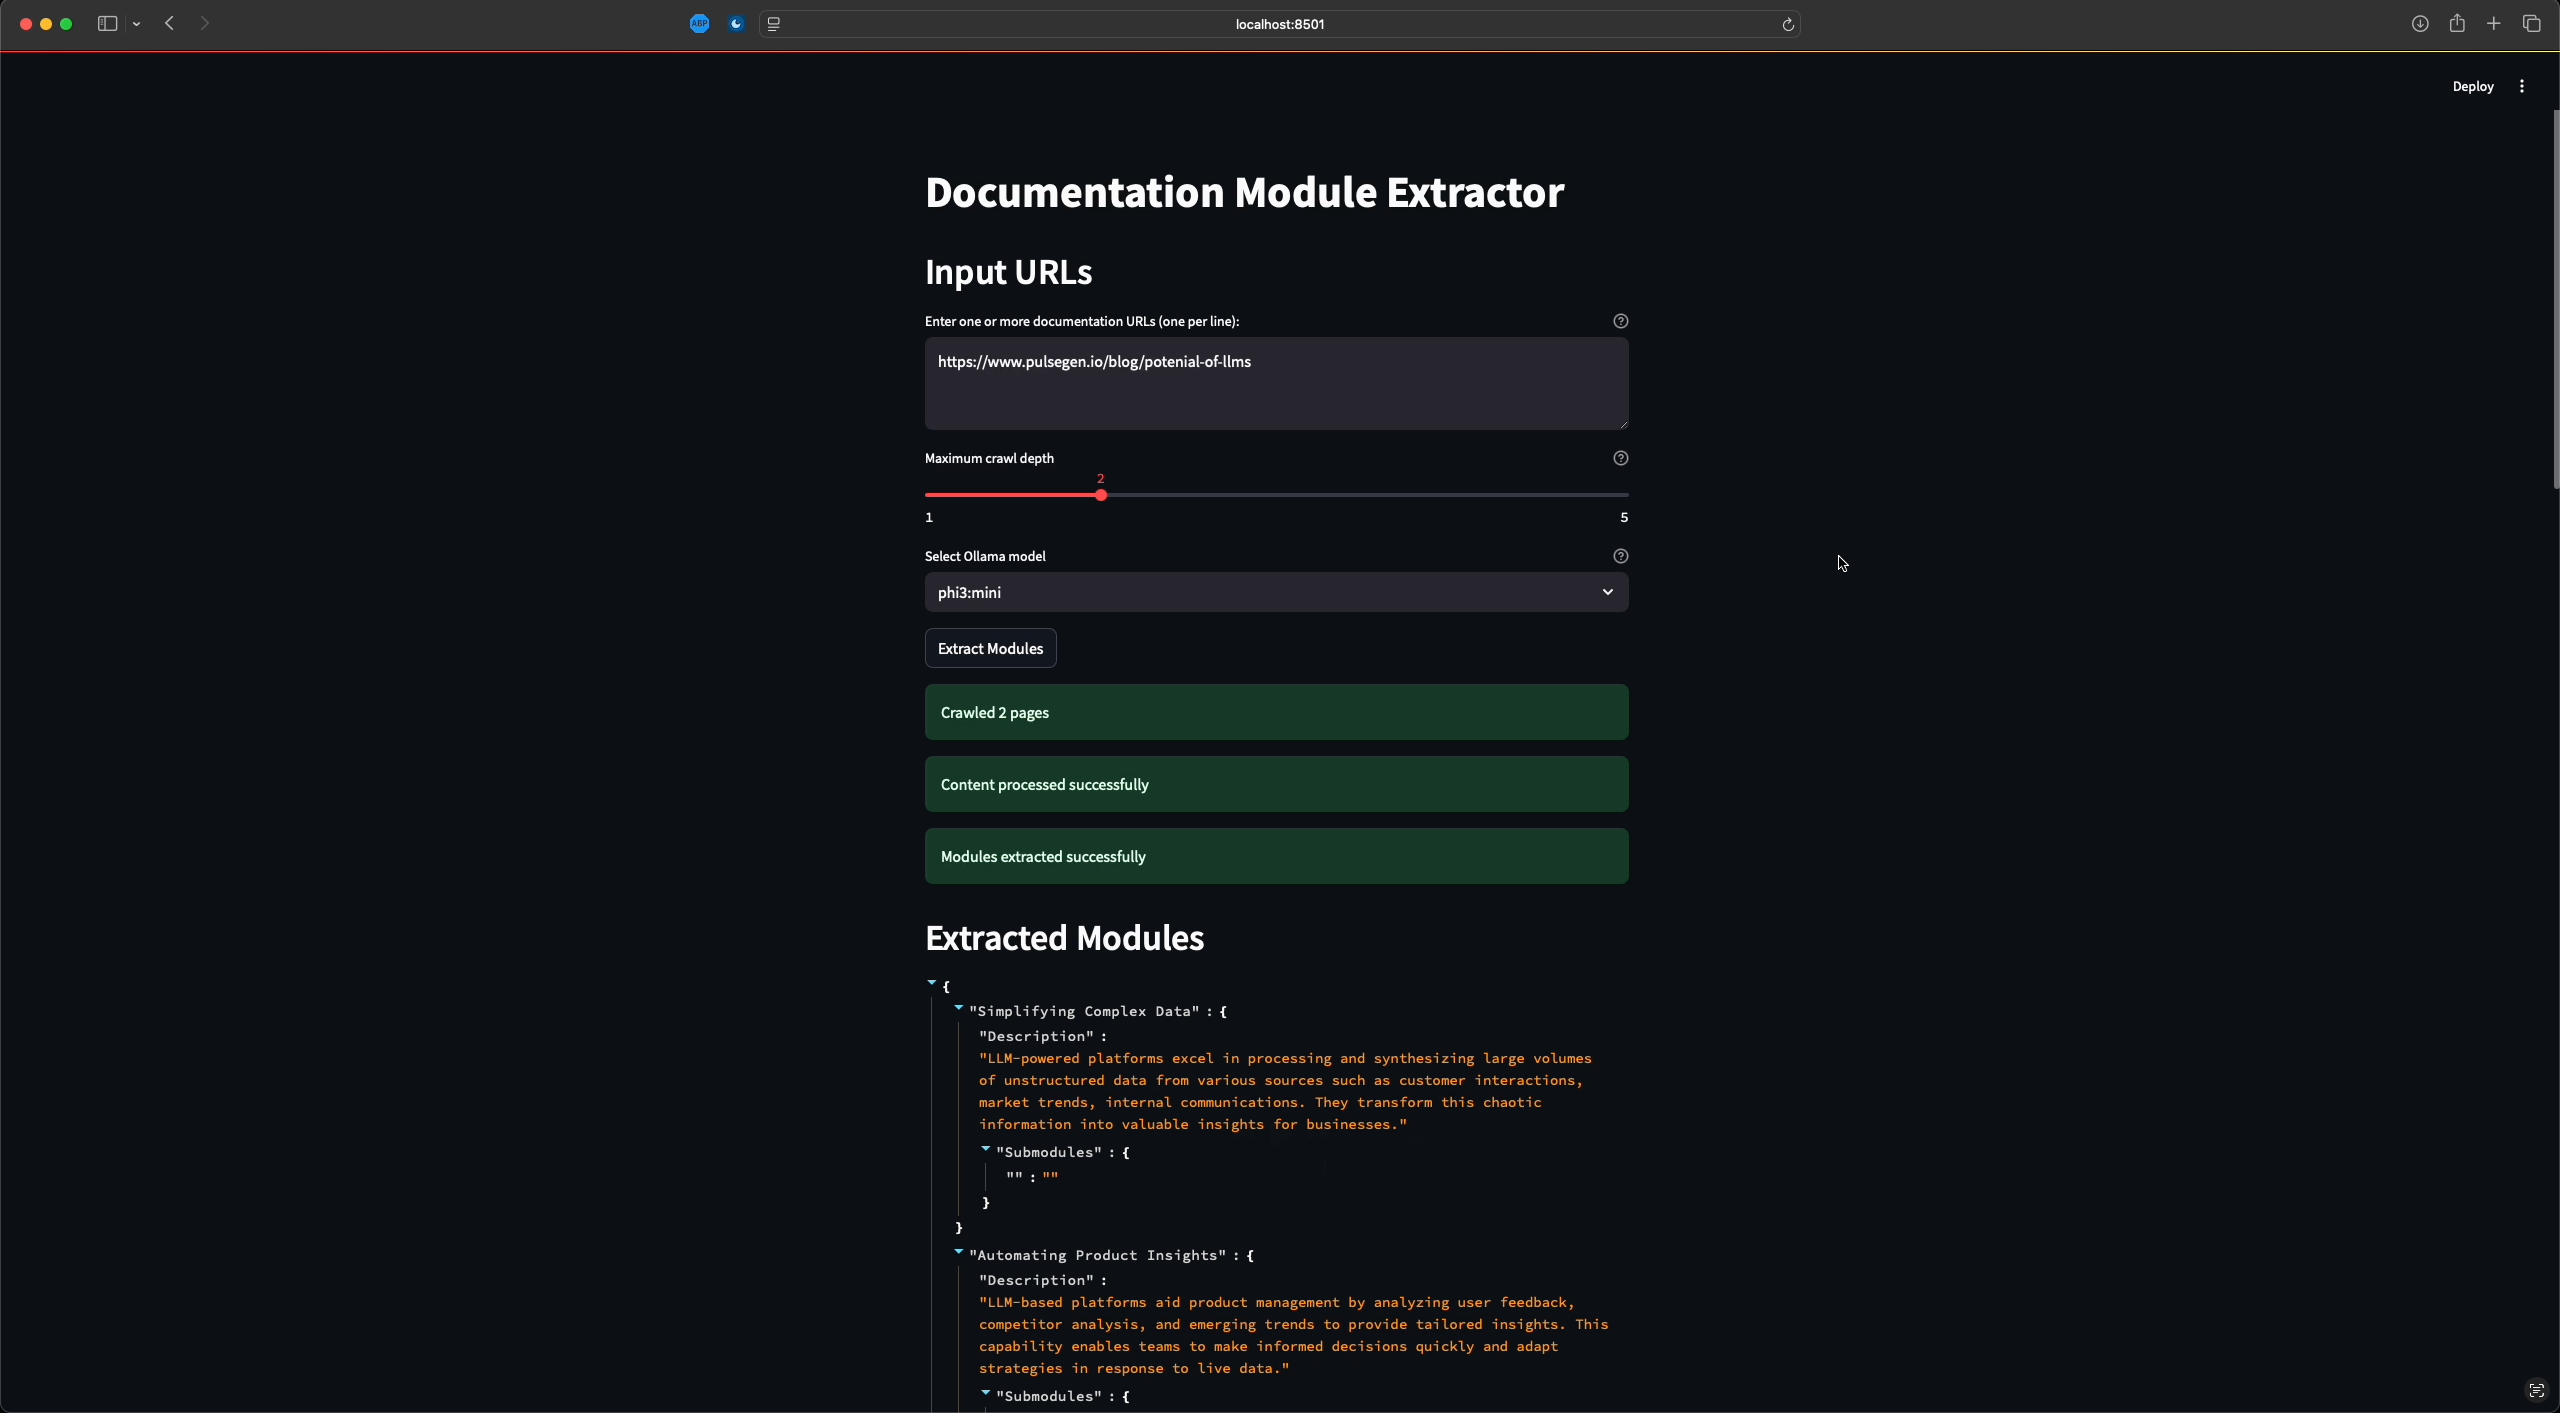 ABP
localhost:8501
Deploy
Documentation Module Extractor
Input URLs
Enter one or more documentation URLs (one per line):
https://www.pulsegen.io/blog/potenial-of-llms
Maximum crawl depth
2
1
5
Select Ollama model
phi3:mini
Extract Modules
Crawled 2 pages
Content processed successfully
Modules extracted successfully
Extracted Modules
{
"Simplifying Complex Data" : {
"Description" :
"LLM-powered platforms excel in processing and synthesizing large volumes
of unstructured data from various sources such as customer interactions,
market trends, internal communications. They transform this chaotic
information into valuable insights for businesses."
"Submodules" : {
"" : ""
}
}
"Automating Product Insights" : {
"Description" :
"LLM-based platforms aid product management by analyzing user feedback,
competitor analysis, and emerging trends to provide tailored insights. This
capability enables teams to make informed decisions quickly and adapt
strategies in response to live data."
"Submodules" : {